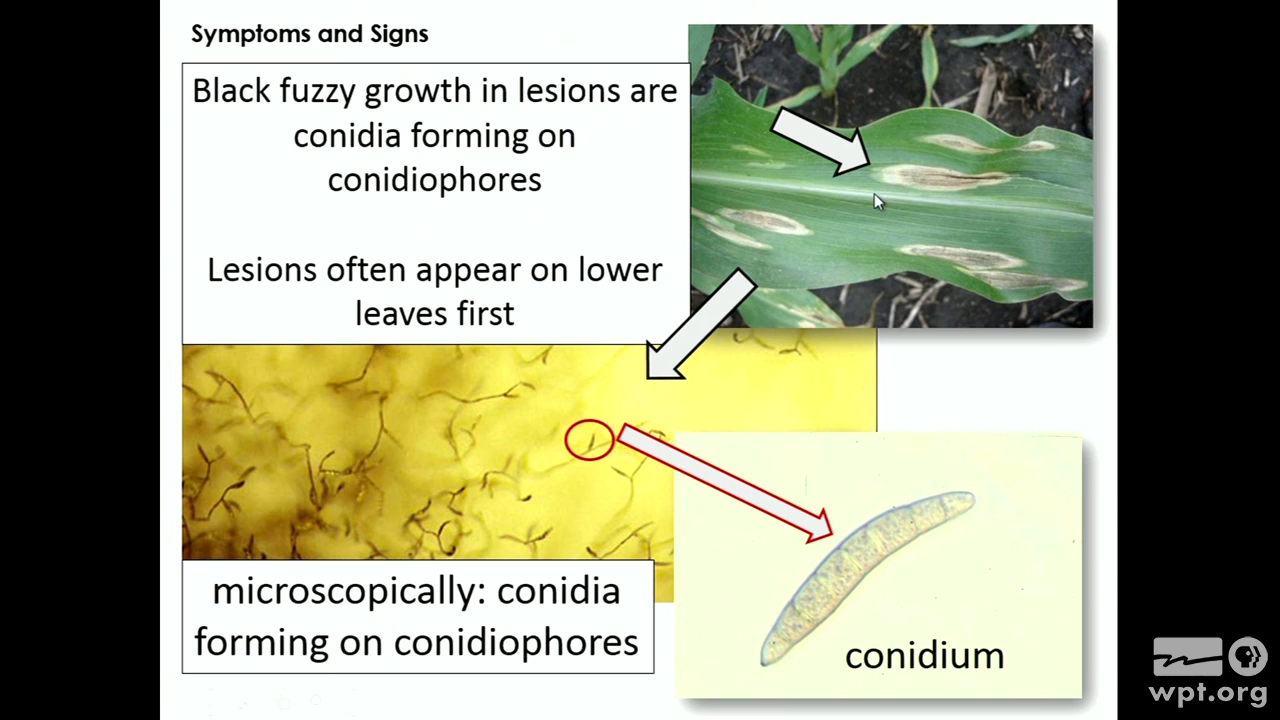 Symptoms and Signs
Black fuzzy growth in lesions are
conidia forming on
conidiophores
Lesions often appear on lower
leaves first
microscopically: conidia
forming on conidiophores
conidium
wpt.org